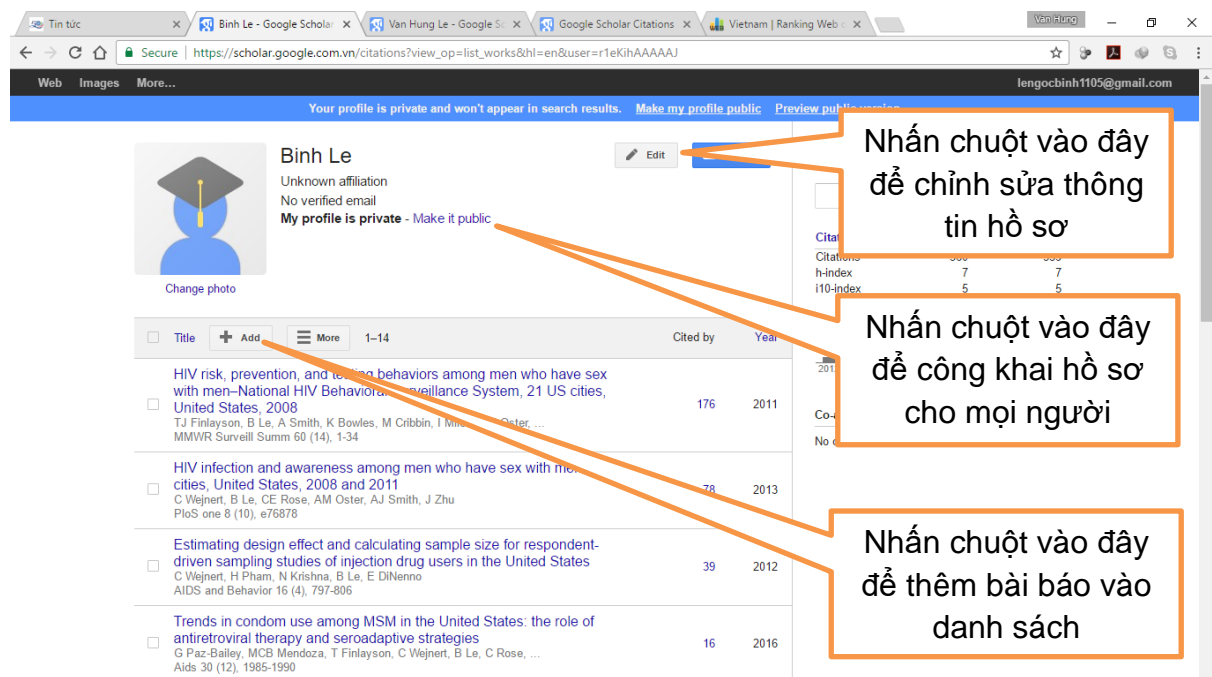 Tin tức
Binh Le - Google Scholar
Van Hung Le - Google Sc
Google Scholar Citations
Vietnam | Ranking Web o
Van Hung
Secure | https://scholar.google.com.vn/citations?view_op=list_works&hl=en&user=r1eKihAAAAAJ
Web Images More...
lengocbinh1105@gmail.com
Your profile is private and won't appear in search results. Make my profile public Preview public version
Binh Le
Edit
Unknown affiliation
No verified email
My profile is private - Make it public
Change photo
Nhấn chuột vào đây
để chỉnh sửa thông
tin hồ sơ
Citations
h-index 7 7
i10-index 5 5
Nhấn chuột vào đây
để công khai hồ sơ
cho mọi người
Title Add More 1–14 Cited by Year
HIV risk, prevention, and testing behaviors among men who have sex
with men–National HIV Behavioral Surveillance System, 21 US cities,
United States, 2008
TJ Finlayson, B Le, A Smith, K Bowles, M Cribbin, I Oster, ...
MMWR Surveill Summ 60 (14), 1-34
176 2011
HIV infection and awareness among men who have sex with
cities, United States, 2008 and 2011
C Wejnert, B Le, CE Rose, AM Oster, AJ Smith, J Zhu
PloS one 8 (10), e76878
78 2013
Estimating design effect and calculating sample size for respondent-
driven sampling studies of injection drug users in the United States
C Wejnert, H Pham, N Krishna, B Le, E DiNenno
AIDS and Behavior 16 (4), 797-806
39 2012
Trends in condom use among MSM in the United States: the role of
antiretroviral therapy and seroadaptive strategies
G Paz-Bailey, MCB Mendoza, T Finlayson, C Wejnert, B Le, C Rose, ...
Aids 30 (12), 1985-1990
16 2016
Nhấn chuột vào đây
để thêm bài báo vào
danh sách